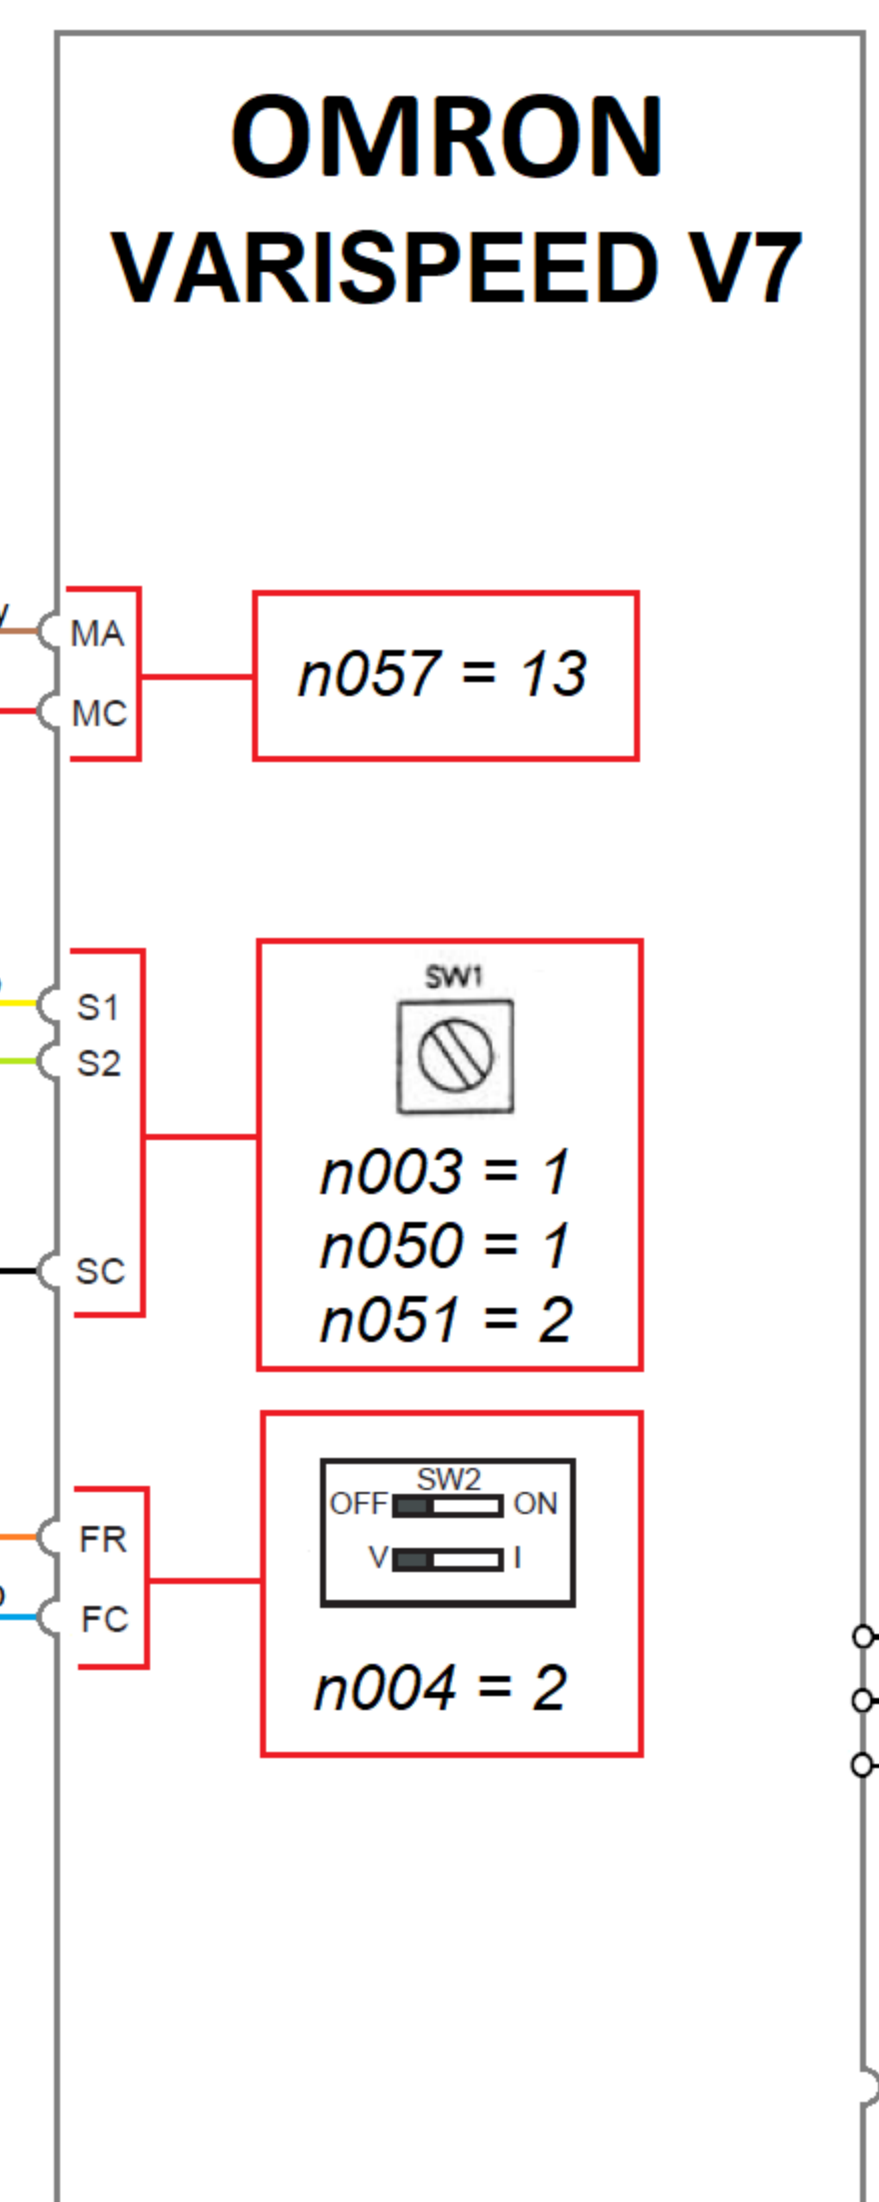 OMRON
VARISPEED V7
MA
n057 = 13
MC
SW1
S1
S2
n003 = 1
n050 = 1
SC
n051 = 2
SW2
OFF ON
FR
V I
FC
n004 = 2